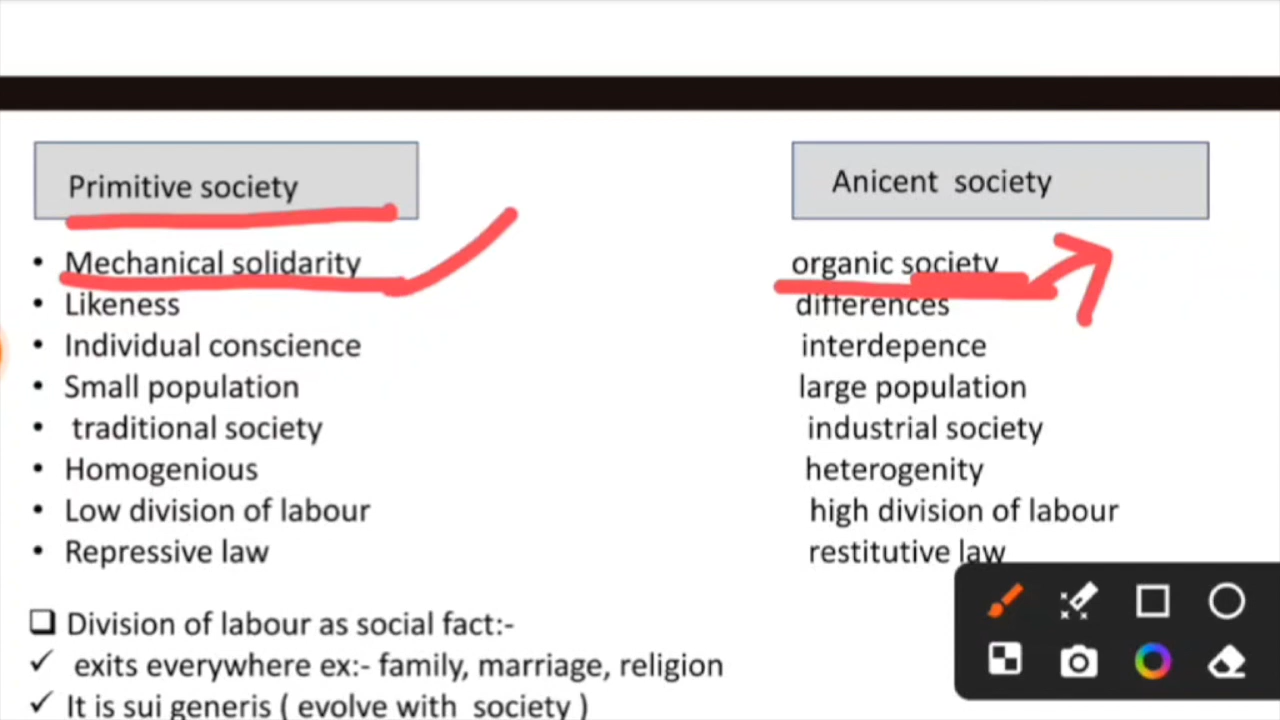 Primitive society
Anicent society
• Mechanical solidarity
• Likeness
• Individual conscience
• Small population
• traditional society
• Homogenious
• Low division of labour
• Repressive law
organic society
differences
interdepence
large population
industrial society
heterogenity
high division of labour
restitutive law
❑ Division of labour as social fact:-
✓ exits everywhere ex:- family, marriage, religion
✓ It is sui generis ( evolve with society )